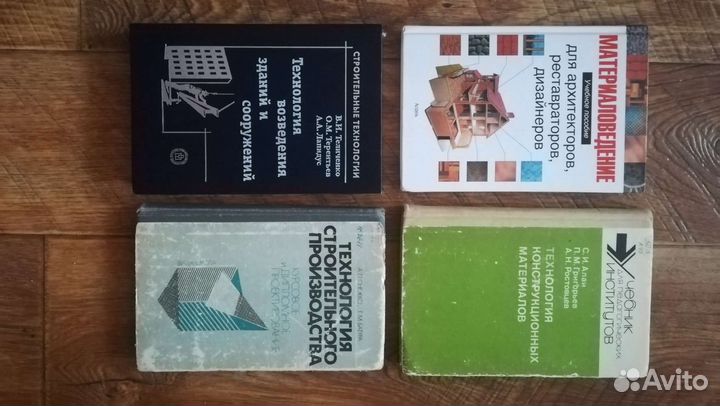 СТРОИТЕЛЬНЫЕ ТЕХНОЛОГИИ
В.И. Теличенко
О.М. Терентьев
А.А. Лапидус
Технология
возведения
зданий и
сооружений
МАТЕРИАЛОВЕДЕНИЕ
Учебное пособие
для архитекторов,
реставраторов,
дизайнеров
ТЕХНОЛОГИЯ
СТРОИТЕЛЬНОГО
ПРОИЗВОДСТВА
КУРСОВОЕ
И ДИПЛОМНОЕ
ПРОЕКТИРОВАНИЕ
Учебник
ДЛЯ ПЕДАГОГИЧЕСКИХ
ИНСТИТУТОВ
П.М. Григорьев
А.Н. Ростовцев
ТЕХНОЛОГИЯ
КОНСТРУКЦИОННЫХ
МАТЕРИАЛОВ
Avito